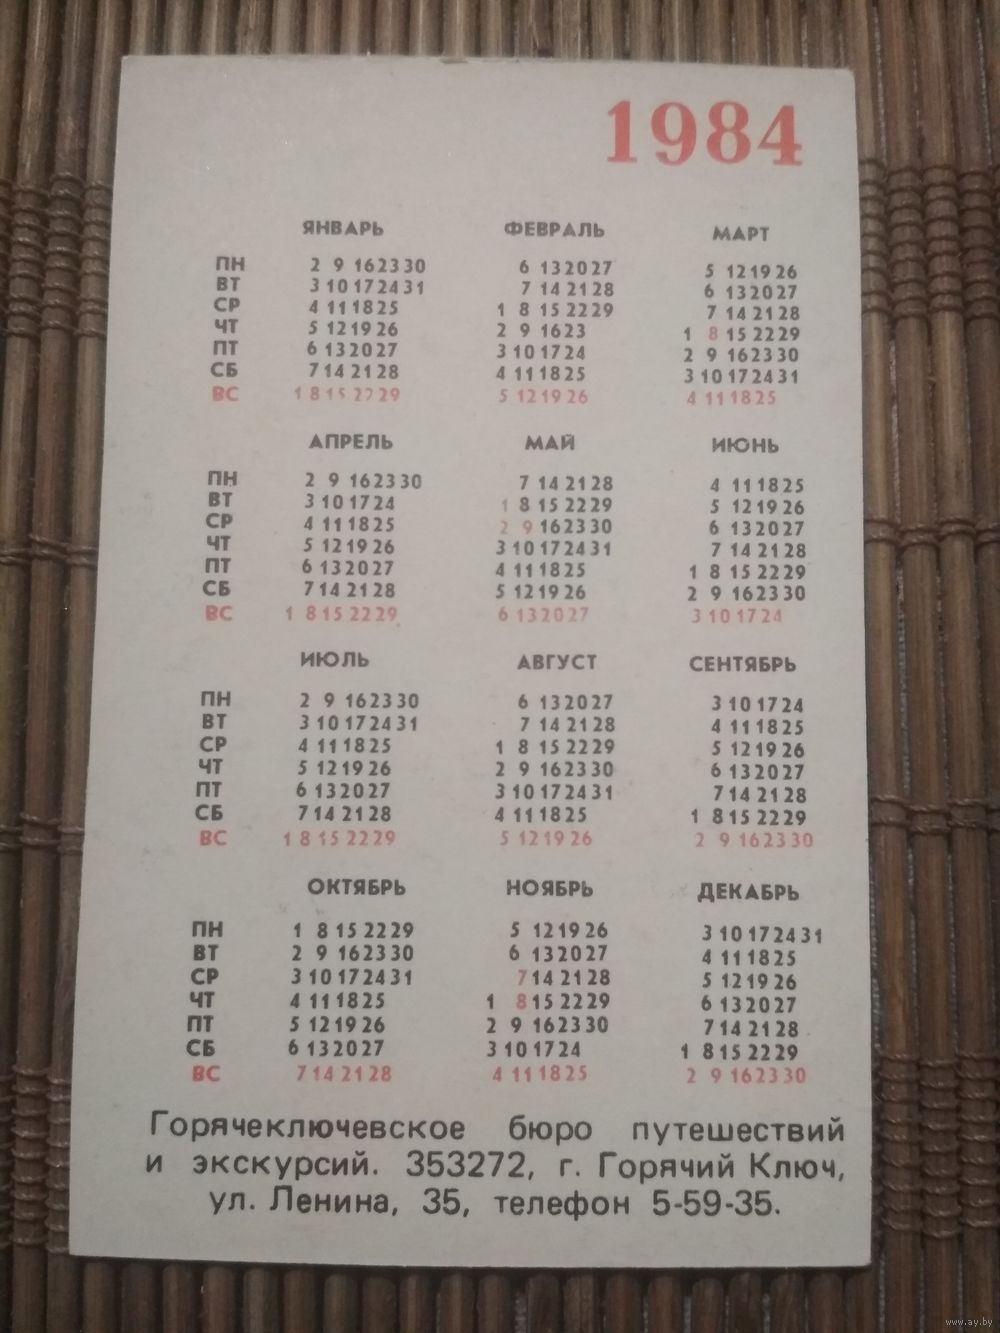 1984
ЯНВАРЬ ФЕВРАЛЬ МАРТ
ПН 2 9 16 23 30 6 13 20 27 5 12 19 26
ВТ 3 10 17 24 31 7 14 21 28 6 13 20 27
СР 4 11 18 25 1 8 15 22 29 7 14 21 28
ЧТ 5 12 19 26 2 9 16 23 1 8 15 22 29
ПТ 6 13 20 27 3 10 17 24 2 9 16 23 30
СБ 7 14 21 28 4 11 18 25 3 10 17 24 31
ВС 1 8 15 22 29 5 12 19 26 4 11 18 25
АПРЕЛЬ МАЙ ИЮНЬ
ПН 2 9 16 23 30 7 14 21 28 4 11 18 25
ВТ 3 10 17 24 1 8 15 22 29 5 12 19 26
СР 4 11 18 25 2 9 16 23 30 6 13 20 27
ЧТ 5 12 19 26 3 10 17 24 31 7 14 21 28
ПТ 6 13 20 27 4 11 18 25 1 8 15 22 29
СБ 7 14 21 28 5 12 19 26 2 9 16 23 30
ВС 1 8 15 22 29 6 13 20 27 3 10 17 24
ИЮЛЬ АВГУСТ СЕНТЯБРЬ
ПН 2 9 16 23 30 6 13 20 27 3 10 17 24
ВТ 3 10 17 24 31 7 14 21 28 4 11 18 25
СР 4 11 18 25 1 8 15 22 29 5 12 19 26
ЧТ 5 12 19 26 2 9 16 23 30 6 13 20 27
ПТ 6 13 20 27 3 10 17 24 31 7 14 21 28
СБ 7 14 21 28 4 11 18 25 1 8 15 22 29
ВС 1 8 15 22 29 5 12 19 26 2 9 16 23 30
ОКТЯБРЬ НОЯБРЬ ДЕКАБРЬ
ПН 1 8 15 22 29 5 12 19 26 3 10 17 24 31
ВТ 2 9 16 23 30 6 13 20 27 4 11 18 25
СР 3 10 17 24 31 7 14 21 28 5 12 19 26
ЧТ 4 11 18 25 1 8 15 22 29 6 13 20 27
ПТ 5 12 19 26 2 9 16 23 30 7 14 21 28
СБ 6 13 20 27 3 10 17 24 1 8 15 22 29
ВС 7 14 21 28 4 11 18 25 2 9 16 23 30
Горячеключевское бюро путешествий
и экскурсий. 353272, г. Горячий Ключ,
ул. Ленина, 35, телефон 5-59-35.
www.ay.by